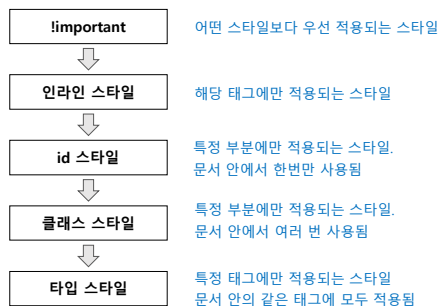 !important
어떤 스타일보다 우선 적용되는 스타일
인라인 스타일
해당 태그에만 적용되는 스타일
id 스타일
특정 부분에만 적용되는 스타일.
문서 안에서 한번만 사용됨
클래스 스타일
특정 부분에만 적용되는 스타일.
문서 안에서 여러 번 사용됨
타입 스타일
특정 태그에만 적용되는 스타일
문서 안의 같은 태그에 모두 적용됨